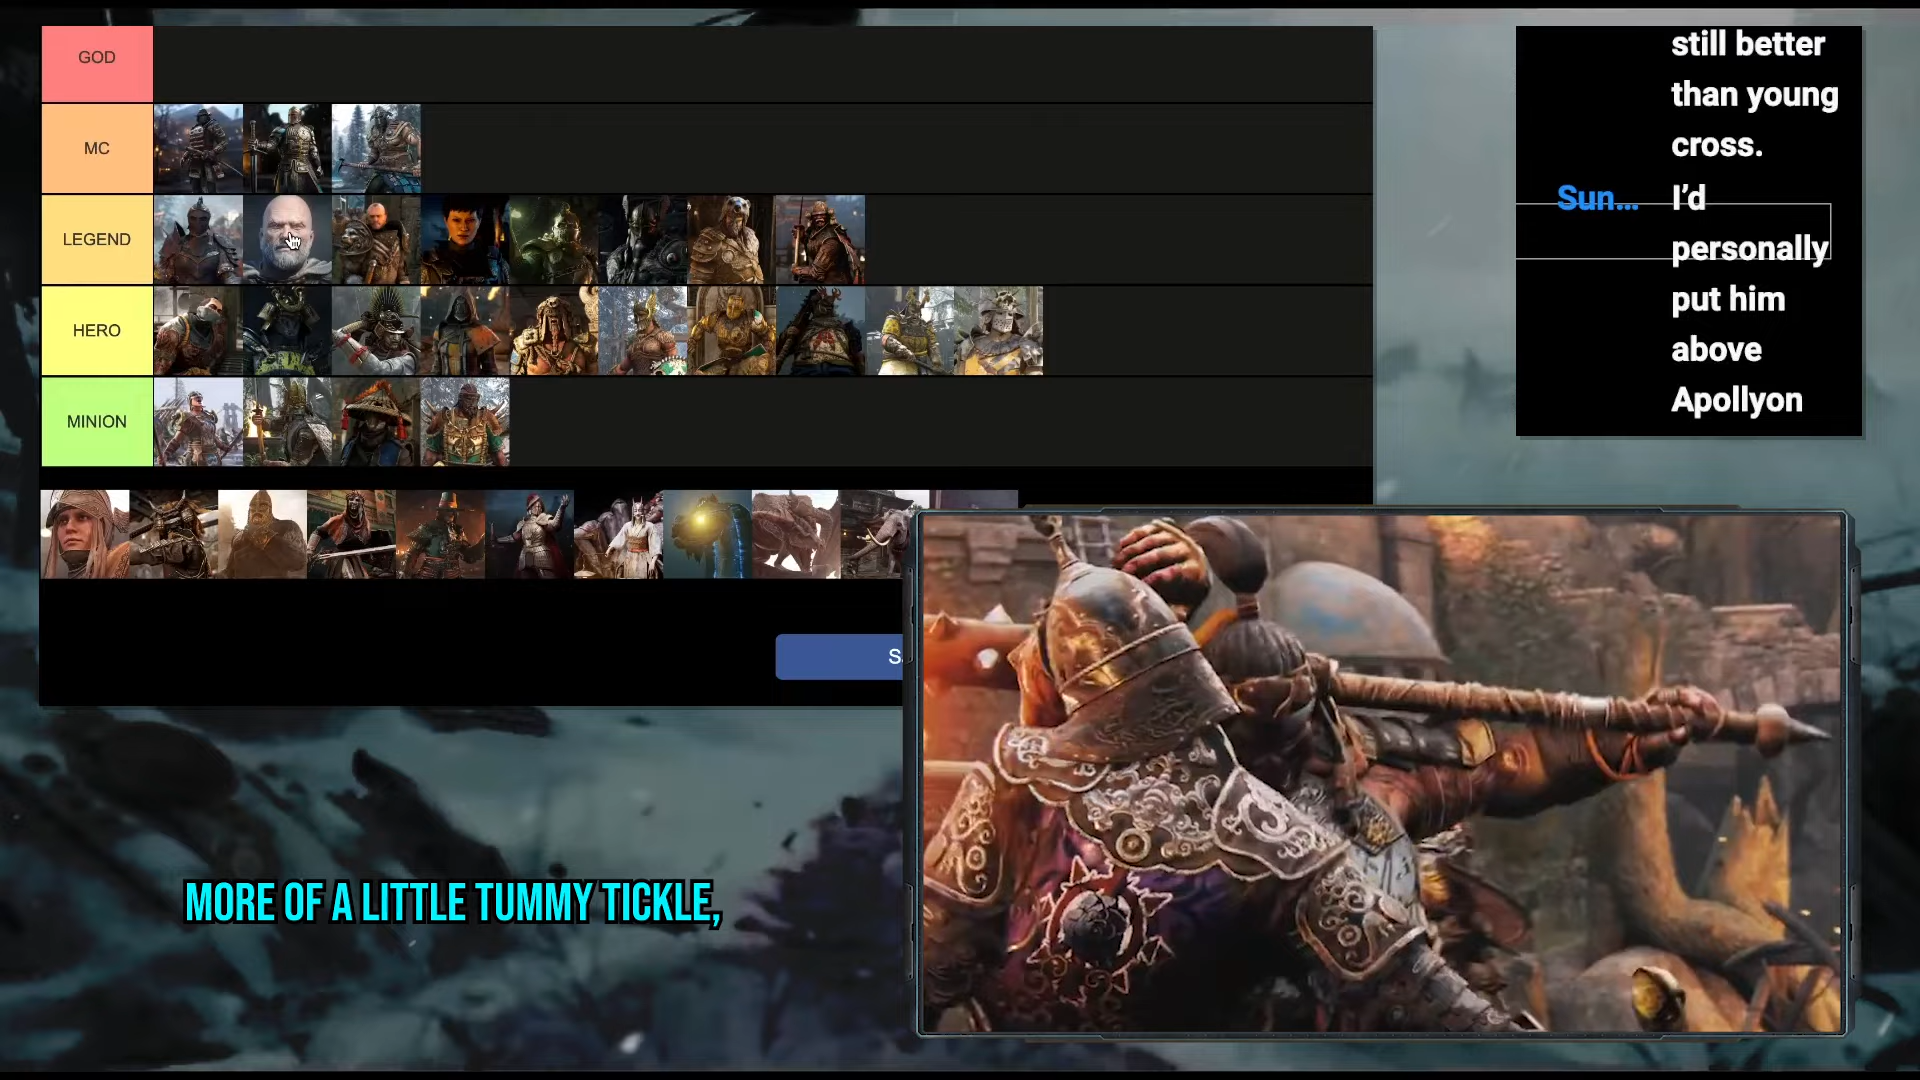 GOD
MC
LEGEND
HERO
MINION
still better
than young
cross.
Sun... I'd
personally
put him
above
Apollyon
MORE OF A LITTLE TUMMY TICKLE,